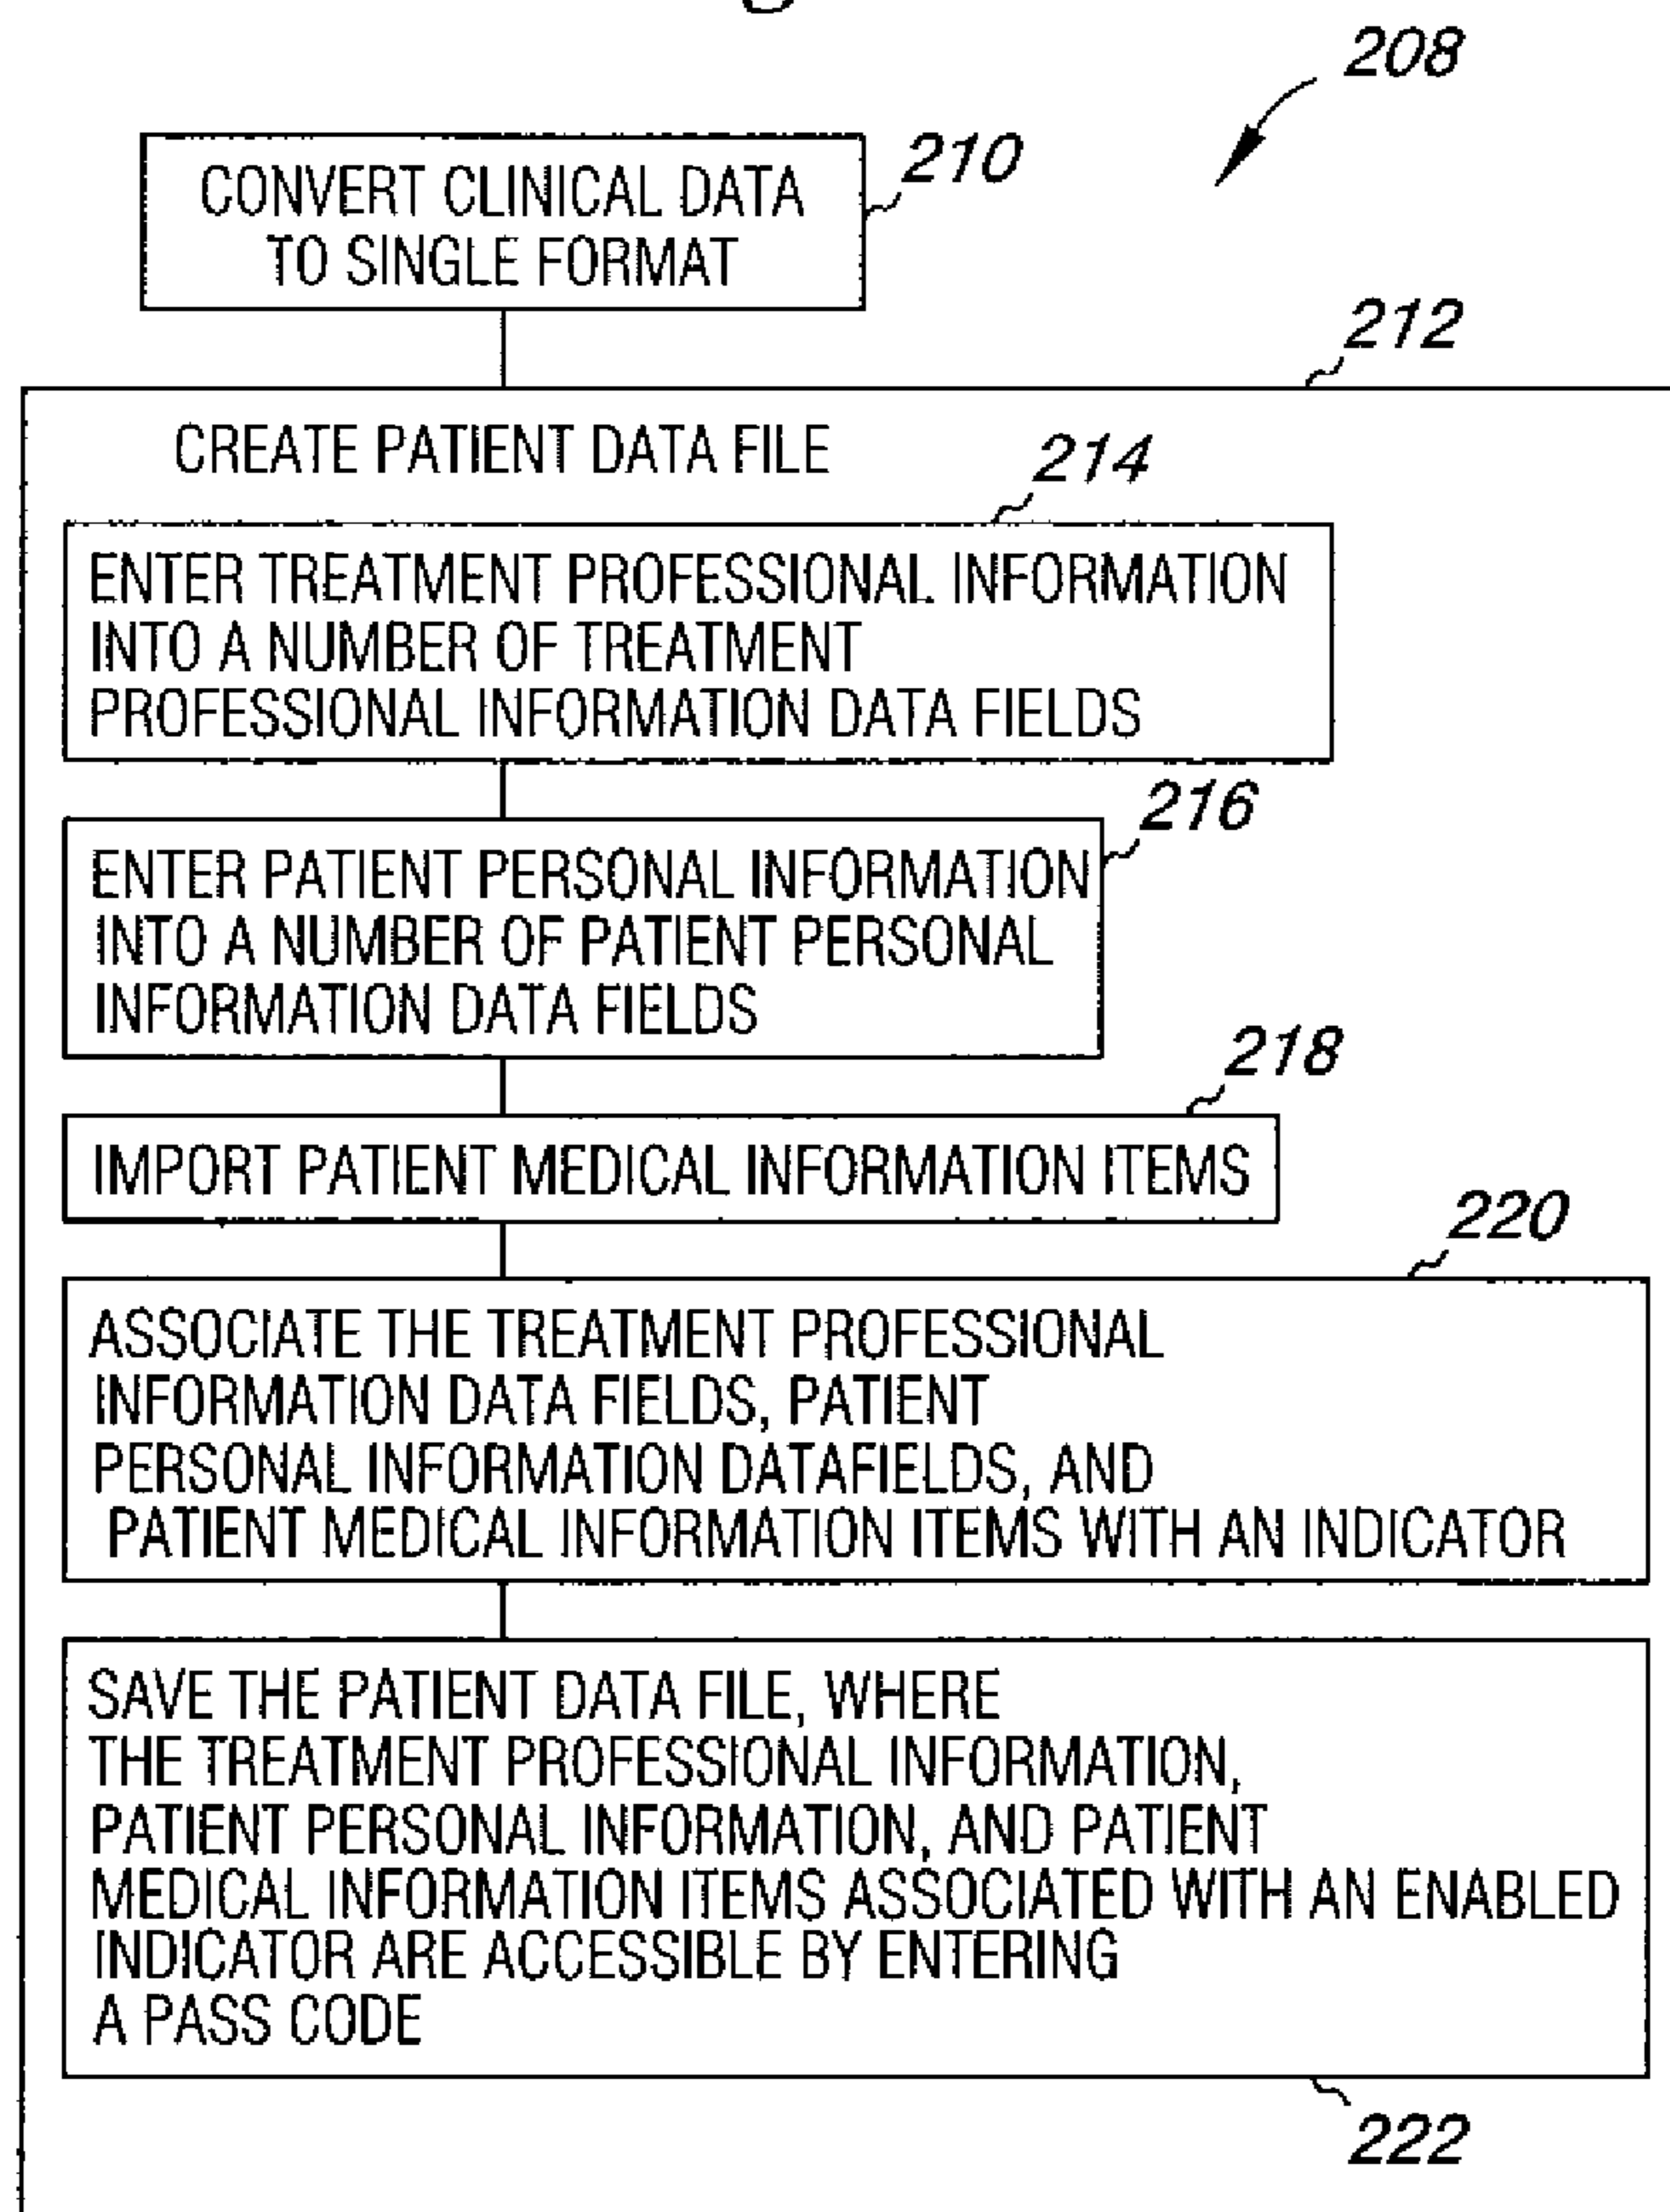 208
CONVERT CLINICAL DATA
TO SINGLE FORMAT
210
212
CREATE PATIENT DATA FILE
214
ENTER TREATMENT PROFESSIONAL INFORMATION
INTO A NUMBER OF TREATMENT
PROFESSIONAL INFORMATION DATA FIELDS
216
ENTER PATIENT PERSONAL INFORMATION
INTO A NUMBER OF PATIENT PERSONAL
INFORMATION DATA FIELDS
218
IMPORT PATIENT MEDICAL INFORMATION ITEMS
220
ASSOCIATE THE TREATMENT PROFESSIONAL
INFORMATION DATA FIELDS, PATIENT
PERSONAL INFORMATION DATAFIELDS, AND
PATIENT MEDICAL INFORMATION ITEMS WITH AN INDICATOR
SAVE THE PATIENT DATA FILE, WHERE
THE TREATMENT PROFESSIONAL INFORMATION,
PATIENT PERSONAL INFORMATION, AND PATIENT
MEDICAL INFORMATION ITEMS ASSOCIATED WITH AN ENABLED
INDICATOR ARE ACCESSIBLE BY ENTERING
A PASS CODE
222